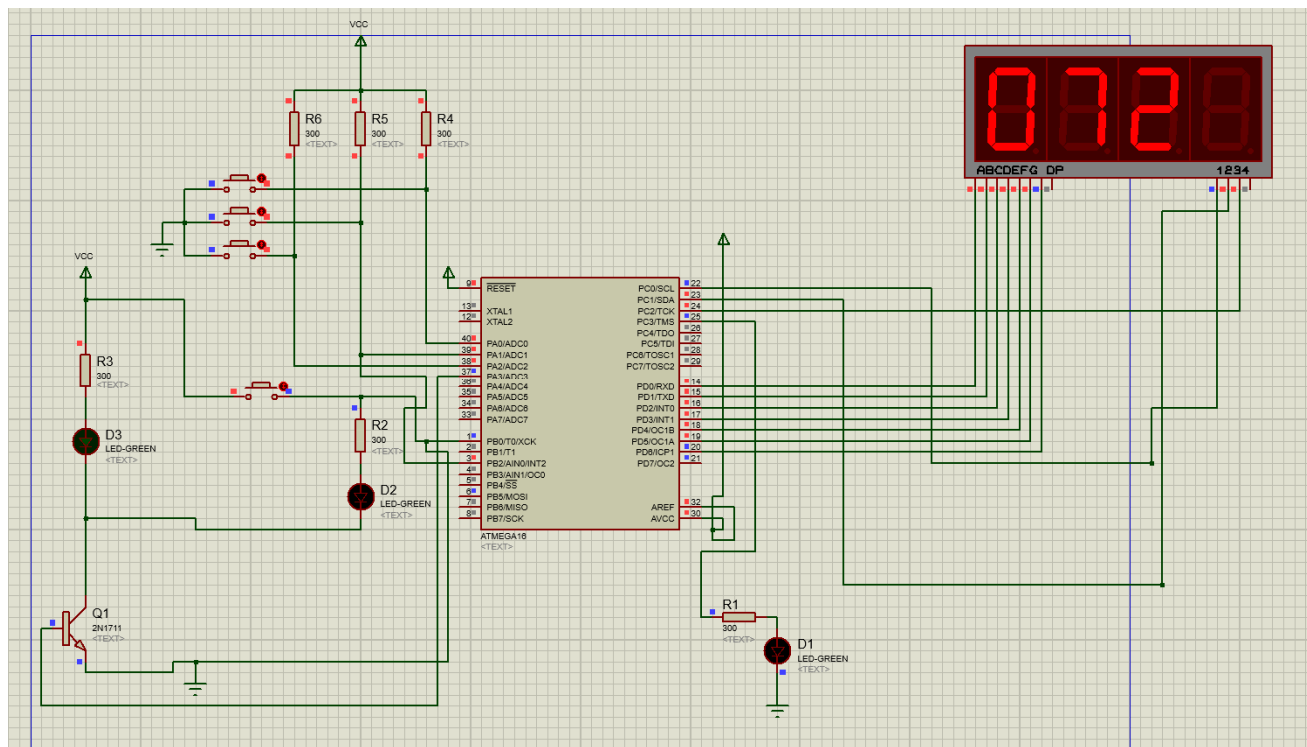 VCC
R6
300
<TEXT>
R5
300
<TEXT>
R4
300
<TEXT>
072
ABCDEFG DP
1234
VCC
R3
300
<TEXT>
D3
LED-GREEN
<TEXT>
R2
300
<TEXT>
D2
LED-GREEN
<TEXT>
9 RESET
13 XTAL1
12 XTAL2
40 PA0/ADC0
39 PA1/ADC1
38 PA2/ADC2
37 PA3/ADC3
36 PA4/ADC4
35 PA5/ADC5
34 PA6/ADC6
33 PA7/ADC7
1 PB0/T0/XCK
2 PB1/T1
3 PB2/AIN0/INT2
4 PB3/AIN1/OC0
5 PB4/SS
6 PB5/MOSI
7 PB6/MISO
8 PB7/SCK
PC0/SCL 22
PC1/SDA 23
PC2/TCK 24
PC3/TMS 25
PC4/TDO 26
PC5/TDI 27
PC6/TOSC1 28
PC7/TOSC2 29
PD0/RXD 14
PD1/TXD 15
PD2/INT0 16
PD3/INT1 17
PD4/OC1B 18
PD5/OC1A 19
PD6/ICP1 20
PD7/OC2 21
AREF 32
AVCC 30
ATMEGA16
<TEXT>
Q1
2N1711
<TEXT>
R1
300
<TEXT>
D1
LED-GREEN
<TEXT>